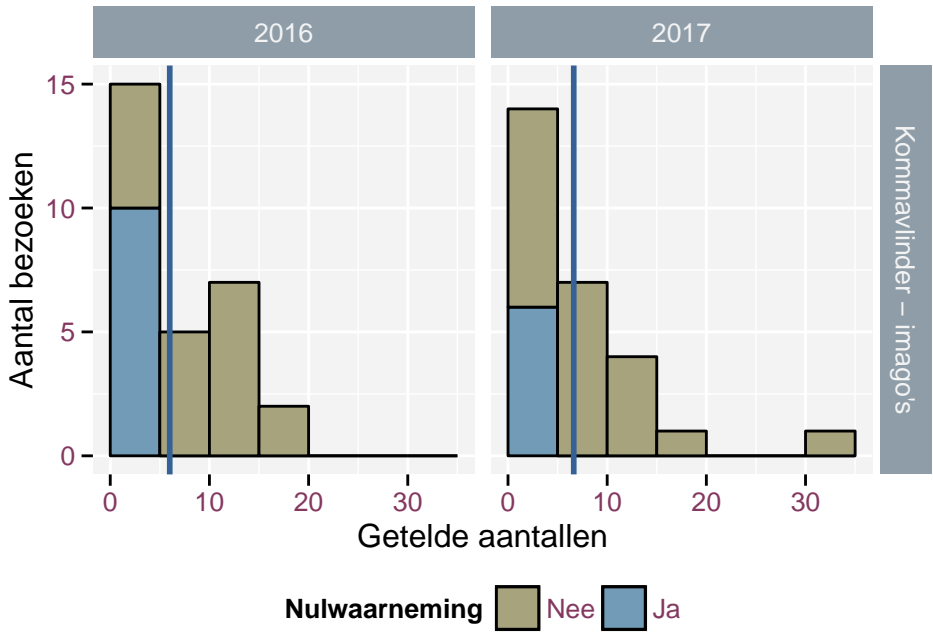 2016
2017
15
10
5
0
Aantal bezoeken
Kommavlinder – imago's
0 10 20 30
0 10 20 30
Getelde aantallen
Nulwaarneming Nee Ja